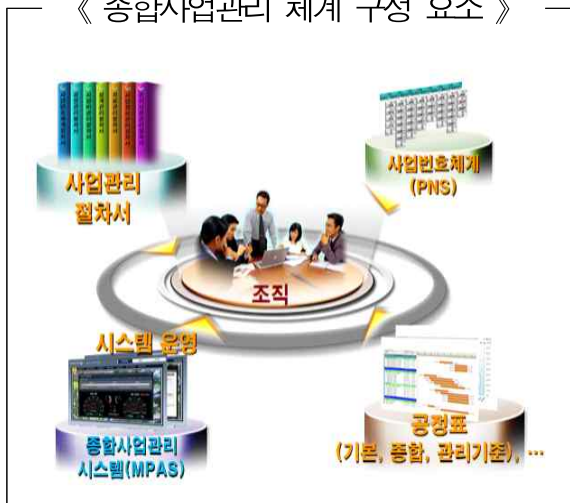 《 종합사업관리 체계 구성 요소 》
사업관리
절차서
사업번호체계
(PNS)
조직
시스템 운영
종합사업관리
시스템(MPAS)
공정표
(기본, 종합, 관리기준), …